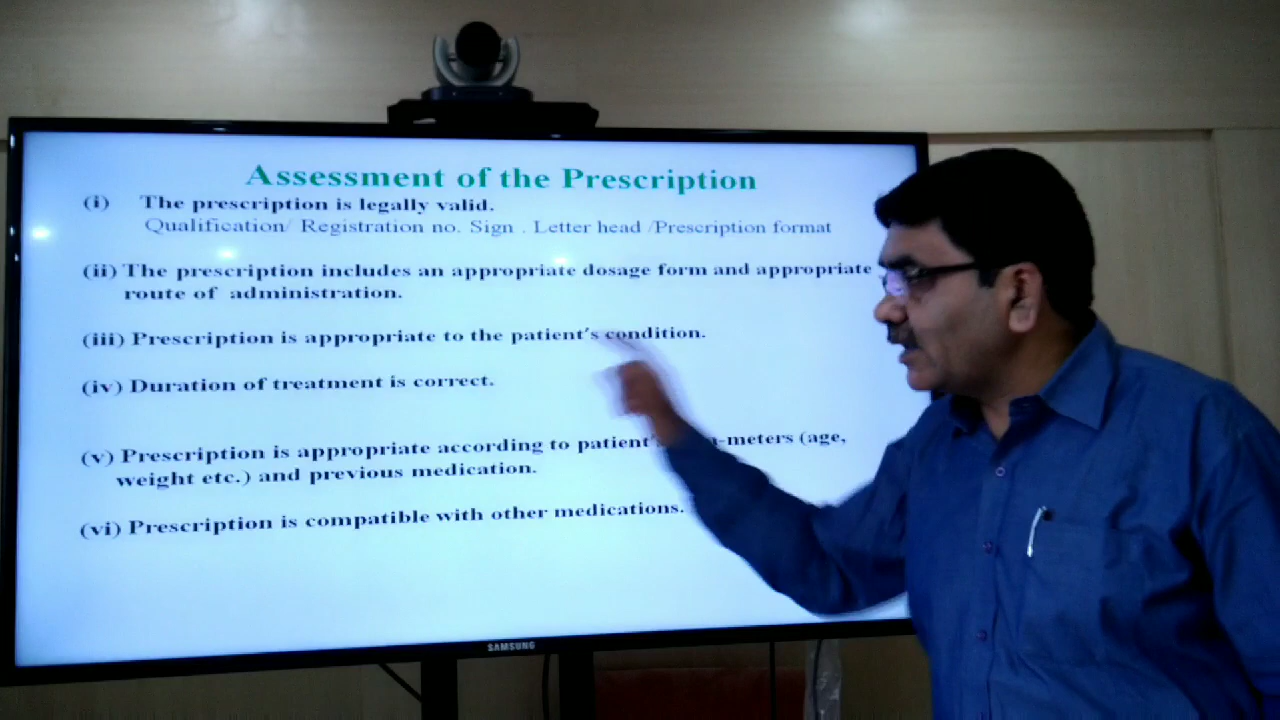 Assessment of the Prescription
(i) The prescription is legally valid.
Qualification/ Registration no. Sign . Letter head /Prescription format
(ii) The prescription includes an appropriate dosage form and appropriate
route of administration.
(iii) Prescription is appropriate to the patient's condition.
(iv) Duration of treatment is correct.
(v) Prescription is appropriate according to patient's -meters (age,
weight etc.) and previous medication.
(vi) Prescription is compatible with other medications.
SAMSUNG